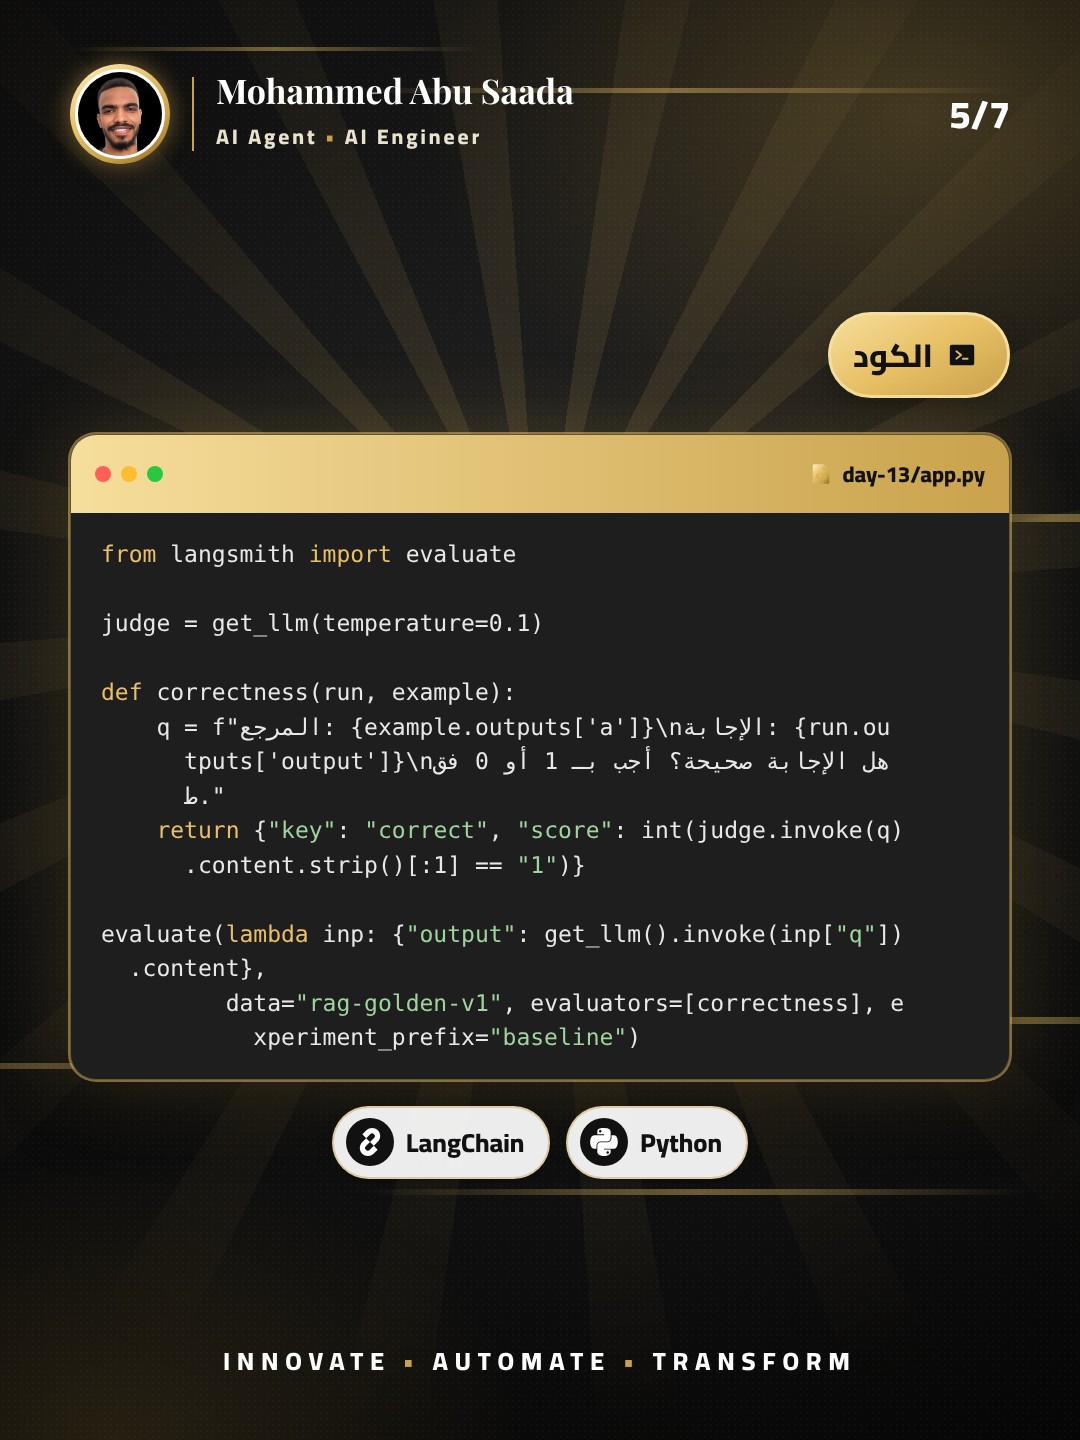 Mohammed Abu Saada
AI Agent ▪ AI Engineer
5/7
الكود
day-13/app.py
from langsmith import evaluate
judge = get_llm(temperature=0.1)
def correctness(run, example):
    q = f"المرجع: {example.outputs['a']}\nالإجابة: {run.ou
      tputs['output']}\nهل الإجابة صحيحة؟ أجب بـ 1 أو 0 فق
      ط."
    return {"key": "correct", "score": int(judge.invoke(q)
      .content.strip()[:1] == "1")}
evaluate(lambda inp: {"output": get_llm().invoke(inp["q"])
  .content},
         data="rag-golden-v1", evaluators=[correctness], e
           xperiment_prefix="baseline")
LangChain
Python
INNOVATE ▪ AUTOMATE ▪ TRANSFORM